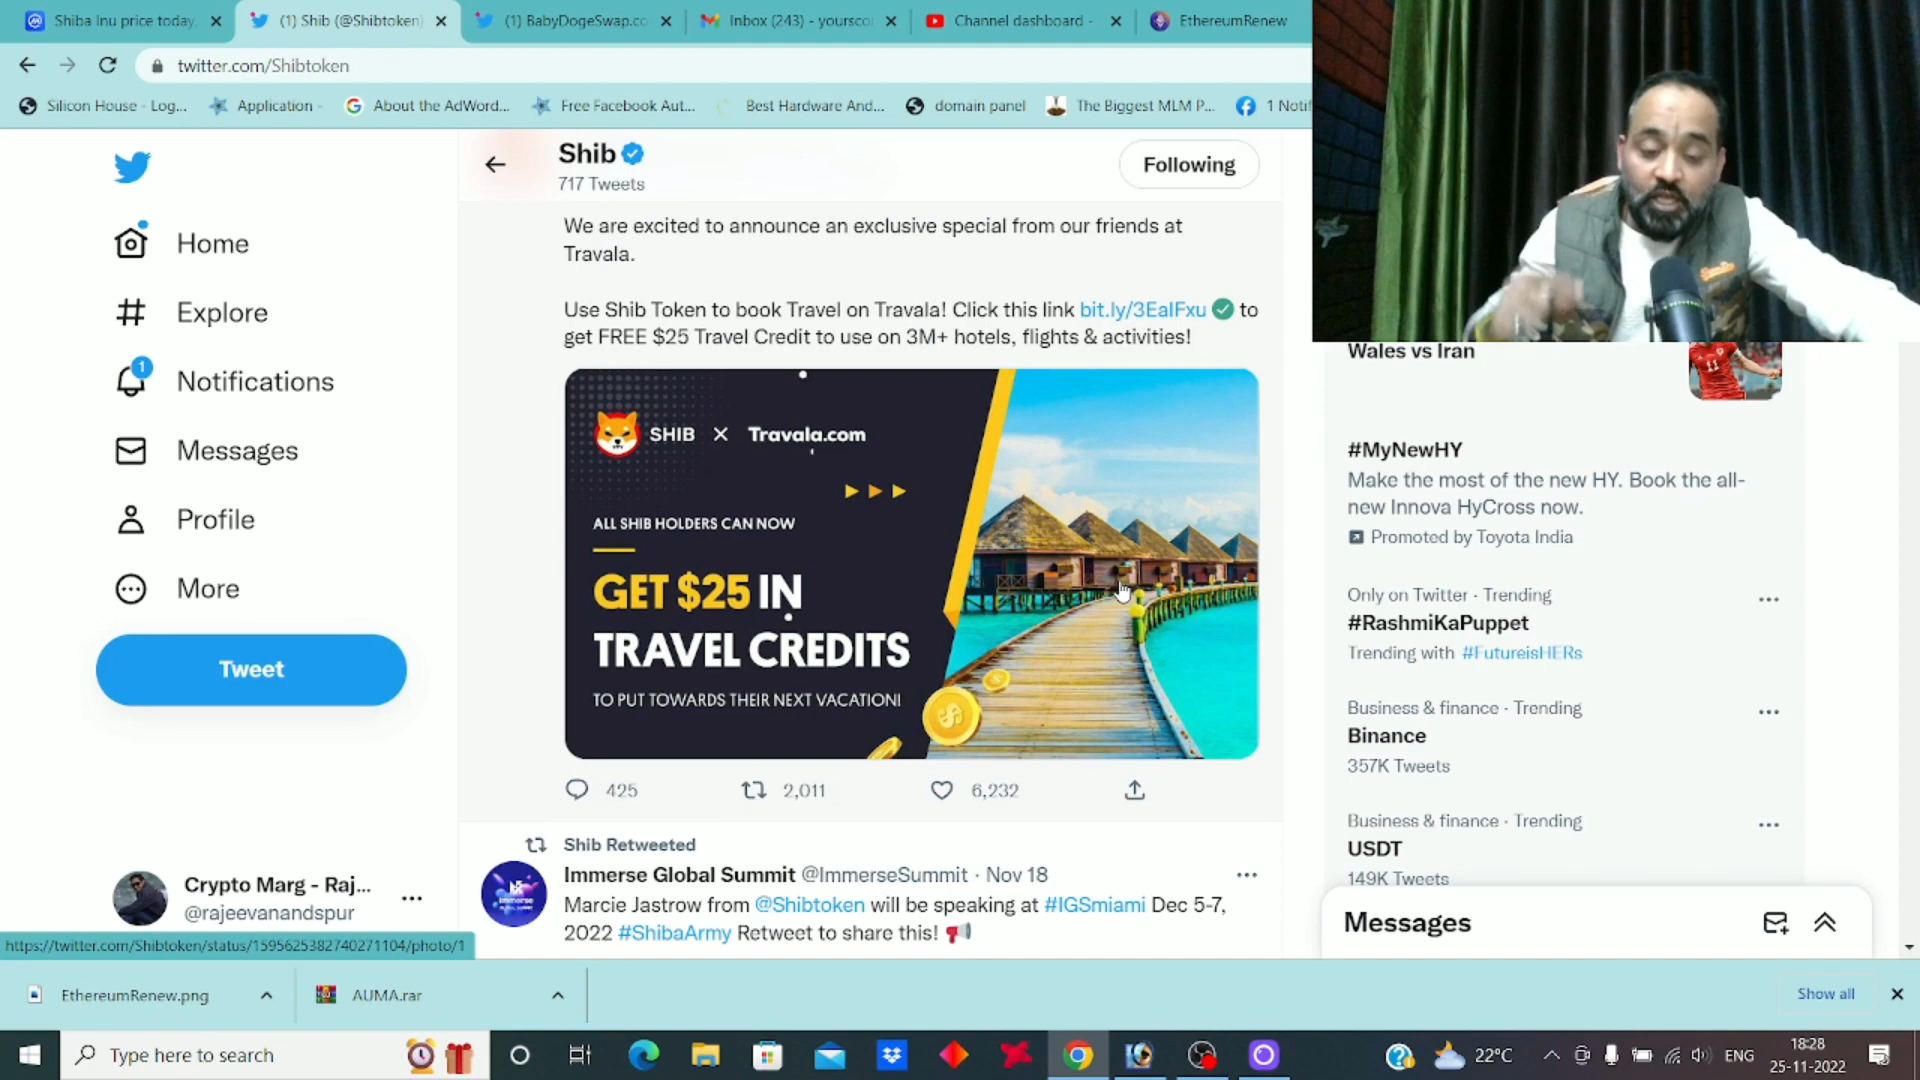 Shiba Inu price today,
(1) Shib (@Shibtoken)
(1) BabyDogeSwap.co
Inbox (243) - yoursco
Channel dashboard -
EthereumRenew
twitter.com/Shibtoken
Silicon House - Log...
Application -
About the AdWord...
Free Facebook Aut...
Best Hardware And...
domain panel
The Biggest MLM P...
1 Notif
Shib
717 Tweets
Following
Home
Explore
Notifications
1
Messages
Profile
More
Tweet
Crypto Marg - Raj...
@rajeevanandspur
We are excited to announce an exclusive special from our friends at
Travala.
Use Shib Token to book Travel on Travala! Click this link bit.ly/3EaIFxu ✅ to
get FREE $25 Travel Credit to use on 3M+ hotels, flights & activities!
SHIB X Travala.com
ALL SHIB HOLDERS CAN NOW
GET $25 IN
TRAVEL CREDITS
TO PUT TOWARDS THEIR NEXT VACATION!
425
2,011
6,232
Shib Retweeted
Immerse Global Summit @ImmerseSummit · Nov 18
Marcie Jastrow from @Shibtoken will be speaking at #IGSmiami Dec 5-7,
2022 #ShibaArmy Retweet to share this!
immerse
Wales vs Iran
11
#MyNewHY
Make the most of the new HY. Book the all-
new Innova HyCross now.
Promoted by Toyota India
Only on Twitter · Trending
#RashmiKaPuppet
Trending with #FutureisHERs
Business & finance · Trending
Binance
357K Tweets
Business & finance · Trending
USDT
149K Tweets
Messages
https://twitter.com/Shibtoken/status/1595625382740271104/photo/1
EthereumRenew.png
AUMA.rar
Show all
Type here to search
22°C
ENG
18:28
25-11-2022